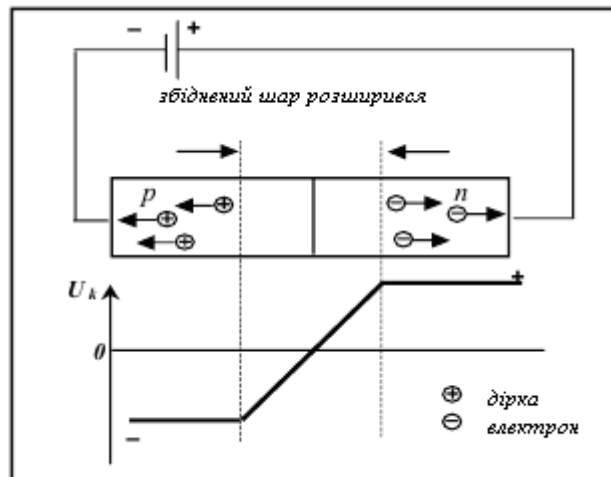 − +
збіднений шар розширився
p n
U k
+
0
−
⊕ дірка
⊖ електрон